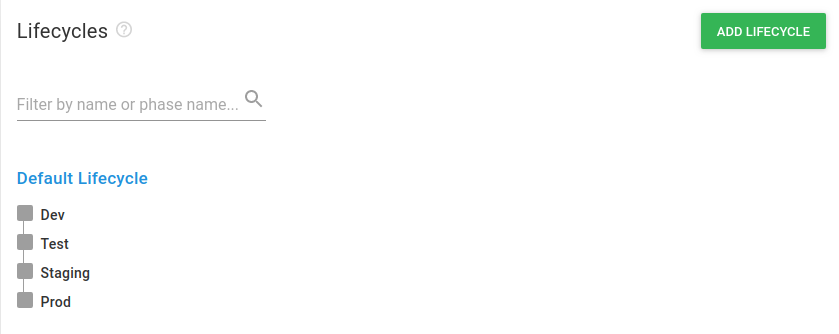 Lifecycles ?
ADD LIFECYCLE
Filter by name or phase name...
Default Lifecycle
Dev
Test
Staging
Prod